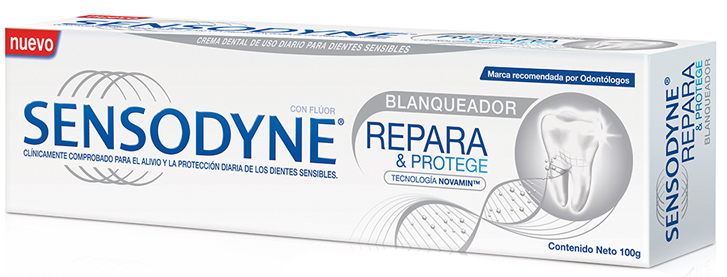 nuevo
CREMA DENTAL DE USO DIARIO PARA DIENTES SENSIBLES
Marca recomendada por Odontólogos
CON FLÚOR
SENSODYNE®
CLÍNICAMENTE COMPROBADO PARA EL ALIVIO Y LA PROTECCIÓN DIARIA DE LOS DIENTES SENSIBLES.
BLANQUEADOR
REPARA
& PROTEGE
TECNOLOGÍA NOVAMIN™
Contenido Neto 100g
SENSODYNE®
REPARA
& PROTEGE
BLANQUEADOR